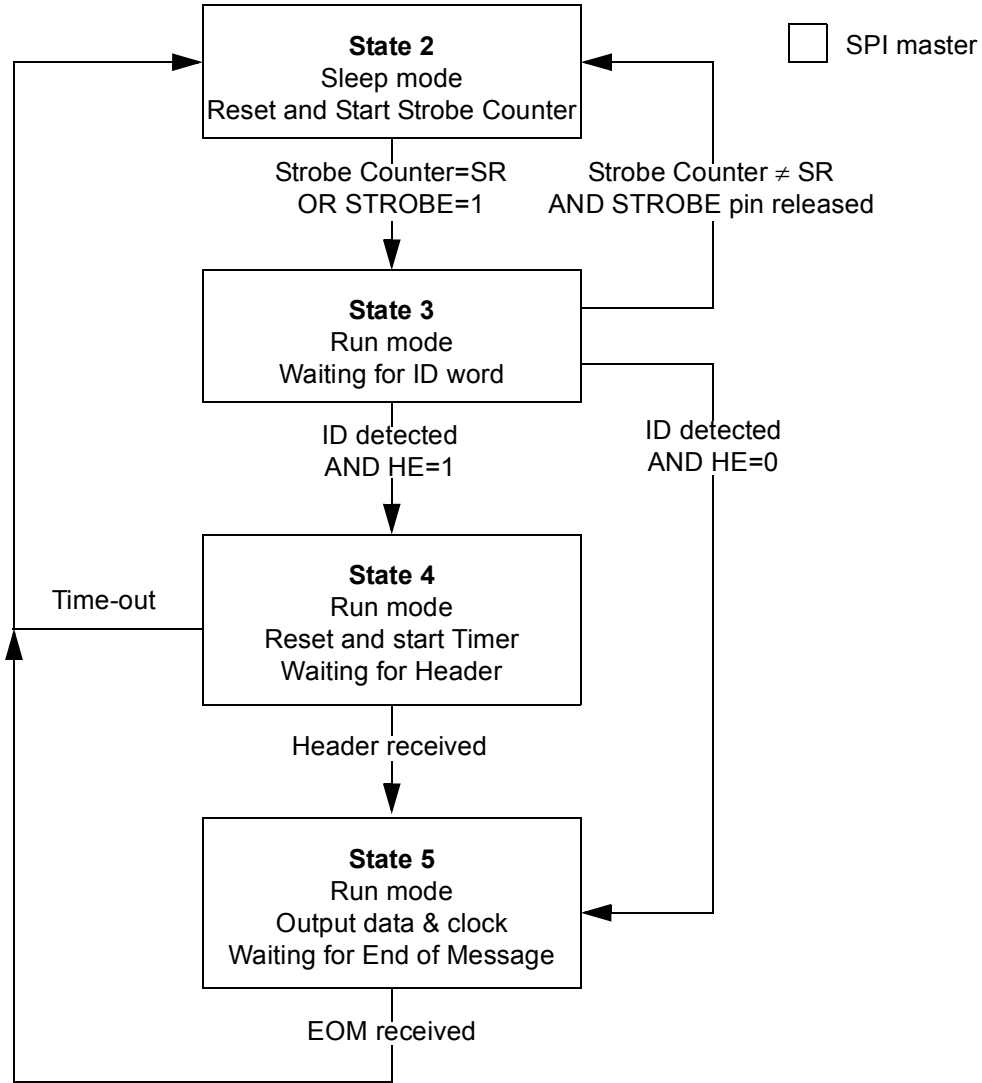 State 2
Sleep mode
Reset and Start Strobe Counter
SPI master
Strobe Counter=SR
OR STROBE=1
Strobe Counter ≠ SR
AND STROBE pin released
State 3
Run mode
Waiting for ID word
ID detected
AND HE=1
ID detected
AND HE=0
State 4
Run mode
Reset and start Timer
Waiting for Header
Time-out
Header received
State 5
Run mode
Output data & clock
Waiting for End of Message
EOM received